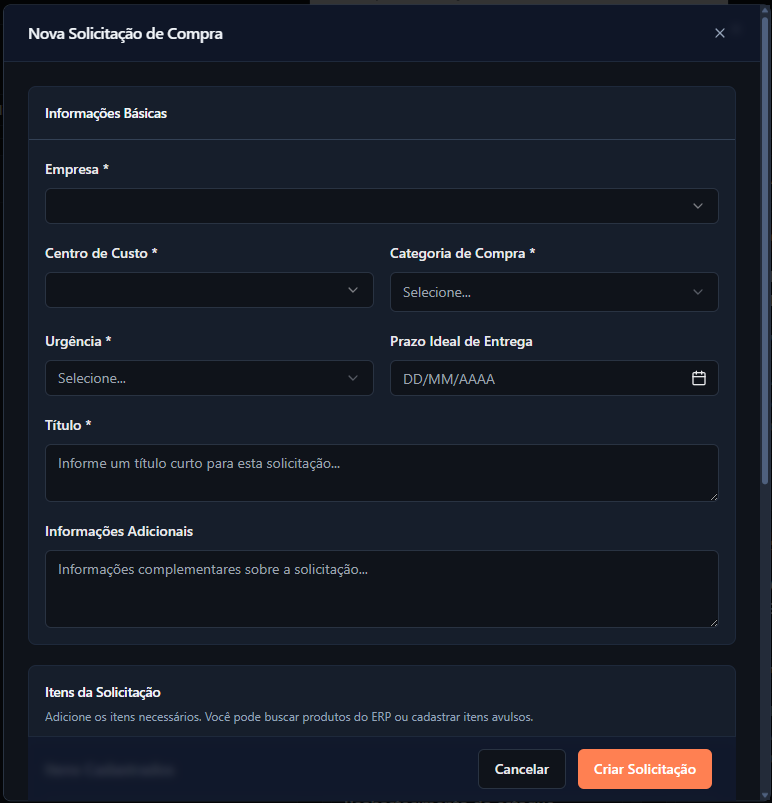 Nova Solicitação de Compra
Informações Básicas
Empresa *
Centro de Custo *
Categoria de Compra *
Selecione...
Urgência *
Prazo Ideal de Entrega
Selecione...
DD/MM/AAAA
Título *
Informe um título curto para esta solicitação...
Informações Adicionais
Informações complementares sobre a solicitação...
Itens da Solicitação
Adicione os itens necessários. Você pode buscar produtos do ERP ou cadastrar itens avulsos.
Cancelar
Criar Solicitação